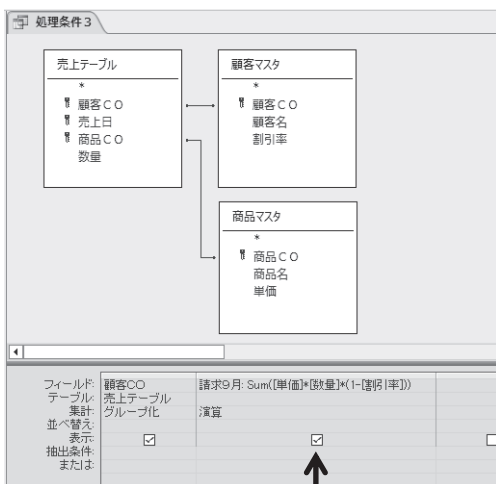 処理条件3
売上テーブル
*
顧客CO
売上日
商品CO
数量
顧客マスタ
*
顧客CO
顧客名
割引率
商品マスタ
*
商品CO
商品名
単価
フィールド: 顧客CO 請求9月: Sum([単価]*[数量]*(1-[割引率]))
テーブル: 売上テーブル
集計: グループ化 演算
並べ替え:
表示:
抽出条件:
または: